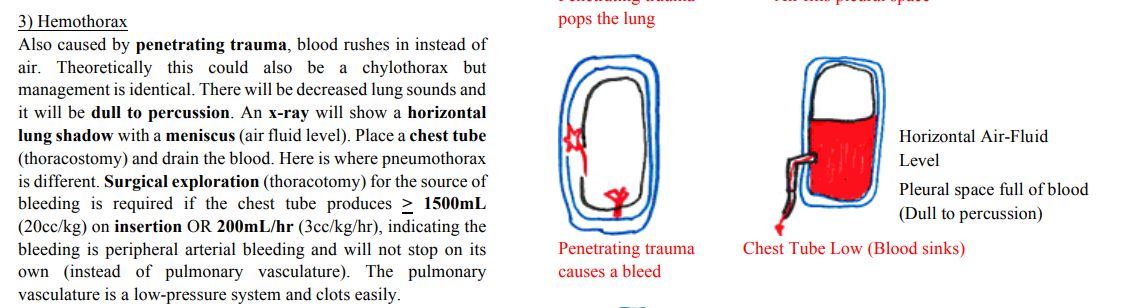 3) Hemothorax
Also caused by penetrating trauma, blood rushes in instead of
air. Theoretically this could also be a chylothorax but
management is identical. There will be decreased lung sounds and
it will be dull to percussion. An x-ray will show a horizontal
lung shadow with a meniscus (air fluid level). Place a chest tube
(thoracostomy) and drain the blood. Here is where pneumothorax
is different. Surgical exploration (thoracotomy) for the source of
bleeding is required if the chest tube produces ≥ 1500mL
(20cc/kg) on insertion OR 200mL/hr (3cc/kg/hr), indicating the
bleeding is peripheral arterial bleeding and will not stop on its
own (instead of pulmonary vasculature). The pulmonary
vasculature is a low-pressure system and clots easily.
pops the lung
Penetrating trauma
causes a bleed
Horizontal Air-Fluid
Level
Pleural space full of blood
(Dull to percussion)
Chest Tube Low (Blood sinks)